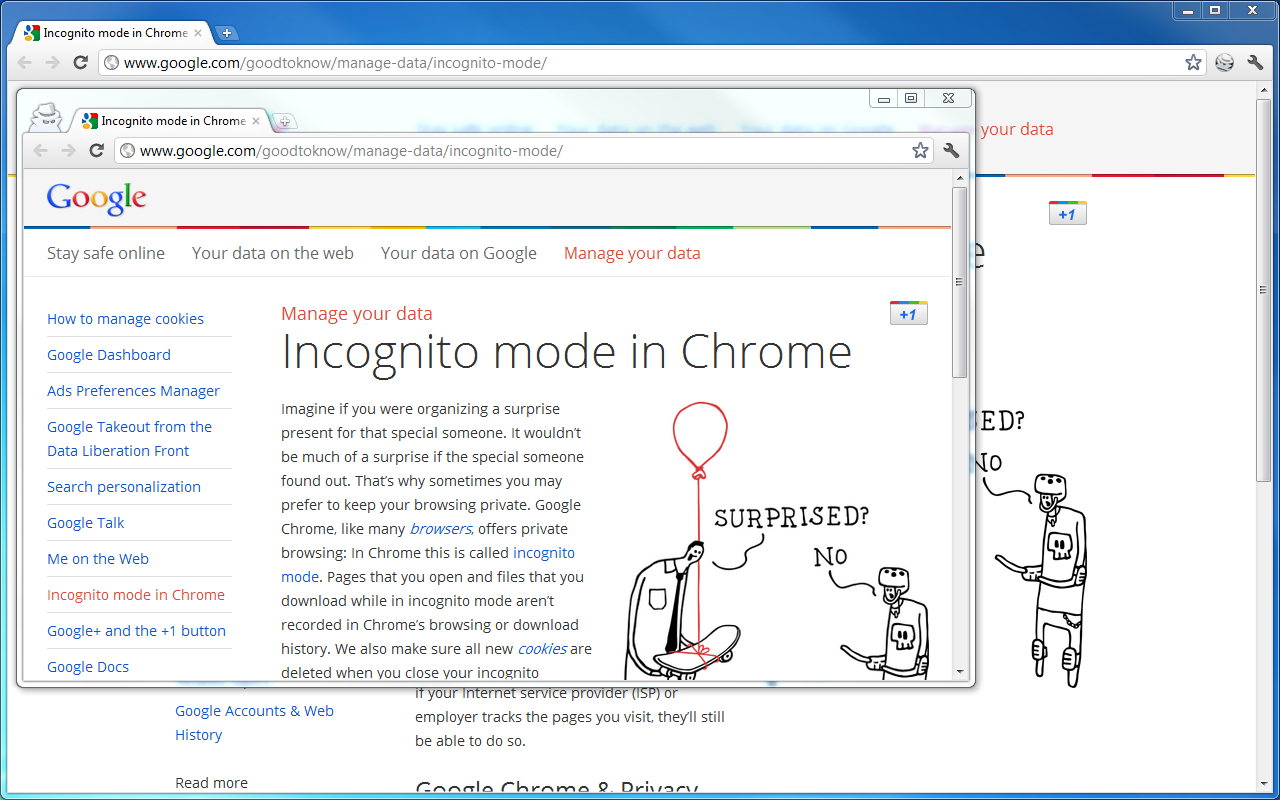 Incognito mode in Chrome
www.google.com/goodtoknow/manage-data/incognito-mode/
Incognito mode in Chrome
your data
www.google.com/goodtoknow/manage-data/incognito-mode/
Google
+1
Stay safe online Your data on the web Your data on Google Manage your data
e
How to manage cookies
Google Dashboard
Ads Preferences Manager
Google Takeout from the
Data Liberation Front
Search personalization
Google Talk
Me on the Web
Incognito mode in Chrome
Google+ and the +1 button
Google Docs
Manage your data
+1
Incognito mode in Chrome
Imagine if you were organizing a surprise
present for that special someone. It wouldn’t
be much of a surprise if the special someone
found out. That’s why sometimes you may
prefer to keep your browsing private. Google
Chrome, like many browsers, offers private
browsing: In Chrome this is called incognito
mode. Pages that you open and files that you
download while in incognito mode aren’t
recorded in Chrome’s browsing or download
history. We also make sure all new cookies are
deleted when you close your incognito
SURPRISED?
NO
ED?
NO
if your Internet service provider (ISP) or
employer tracks the pages you visit, they’ll still
be able to do so.
Google Accounts & Web
History
Read more
Google Chrome & Privacy